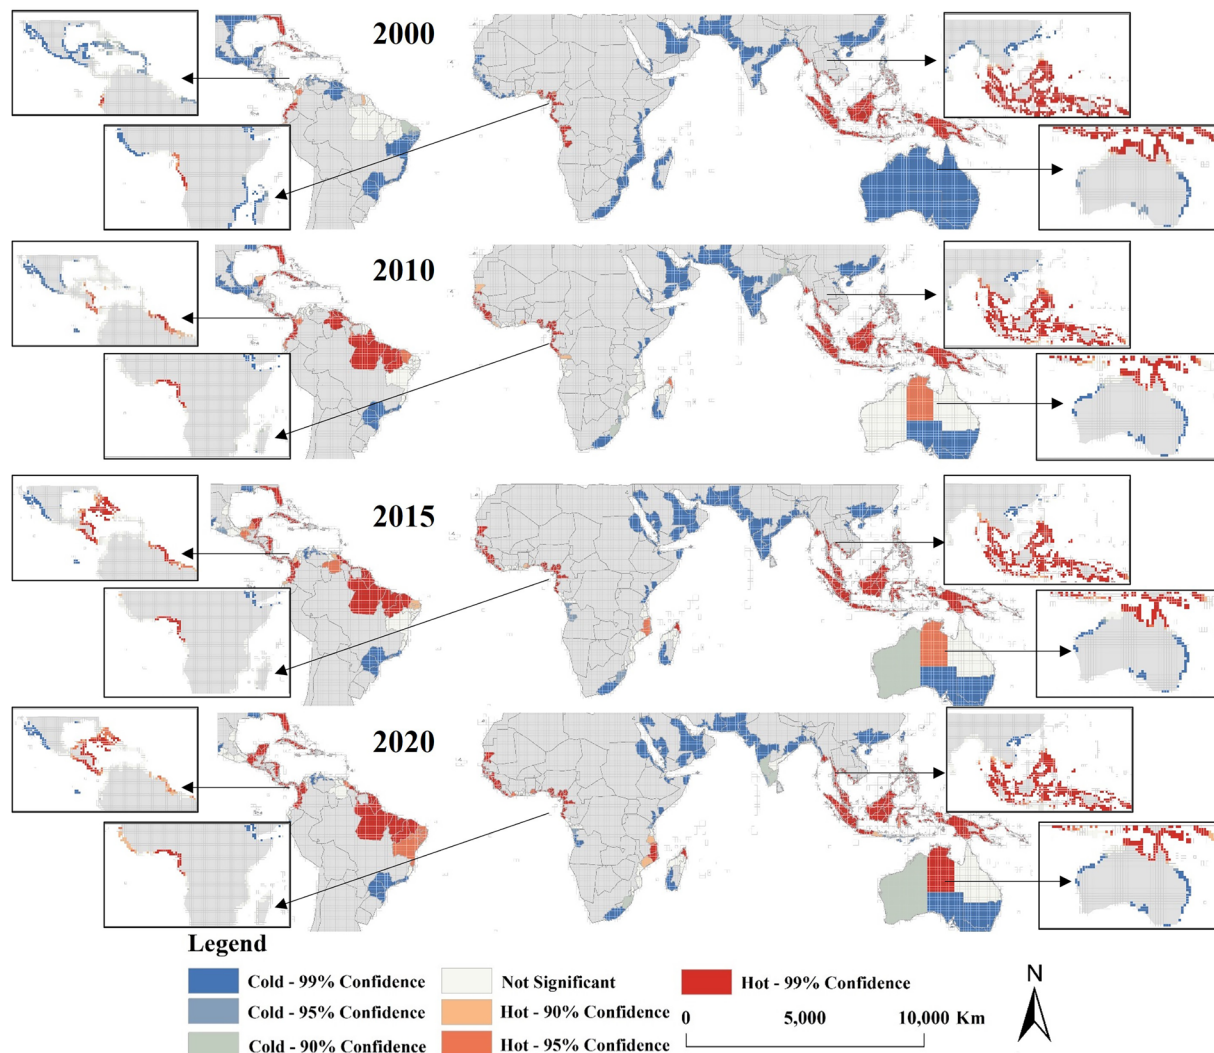 2000
2010
2015
2020
Legend
Cold - 99% Confidence
Not Significant
Hot - 99% Confidence
Cold - 95% Confidence
Hot - 90% Confidence
Cold - 90% Confidence
Hot - 95% Confidence
0 5,000 10,000 Km
N